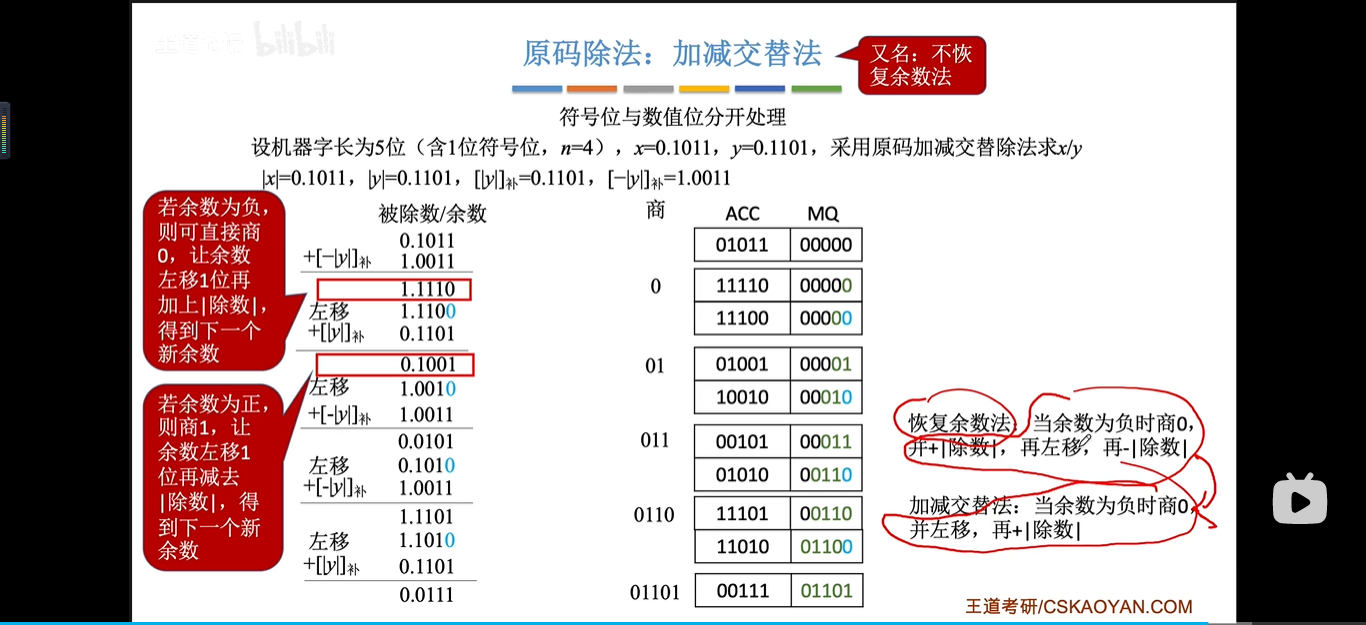 bilibili
原码除法：加减交替法
又名：不恢
复余数法
符号位与数值位分开处理
设机器字长为5位（含1位符号位，n=4），x=0.1011，y=0.1101，采用原码加减交替除法求x/y
|x|=0.1011，|y|=0.1101，[|y|]补=0.1101，[−|y|]补=1.0011
若余数为负，
则可直接商
0，让余数
左移1位再
加上|除数|，
得到下一个
新余数
若余数为正，
则商1，让
余数左移1
位再减去
|除数|，得
到下一个新
余数
被除数/余数 商 ACC MQ
0.1011 01011 00000
+[−|y|]补 1.0011
1.1110 0 11110 00000
左移 1.1100 11100 00000
+[|y|]补 0.1101
0.1001 01 01001 00001
左移 1.0010 10010 00010
+[-|y|]补 1.0011
0.0101 011 00101 00011
左移 0.1010 01010 00110
+[-|y|]补 1.0011
1.1101 0110 11101 00110
左移 1.1010 11010 01100
+[|y|]补 0.1101
0.0111 01101 00111 01101
恢复余数法：当余数为负时商0，
并+|除数|，再左移，再-|除数|
加减交替法：当余数为负时商0，
并左移，再+|除数|
王道考研/CSKAOYAN.COM